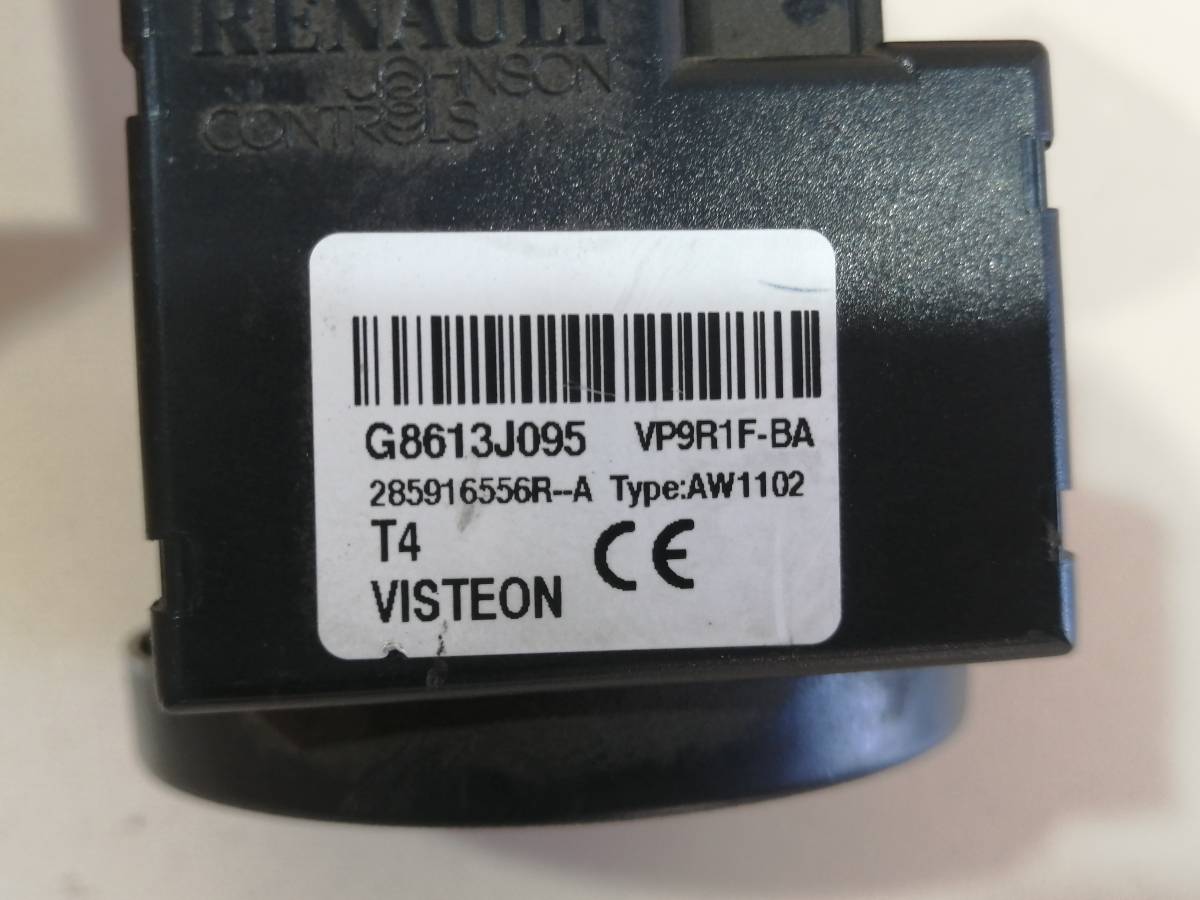 RENAULT
JOHNSON
CONTROLS
G8613J095 VP9R1F-BA
285916556R--A Type:AW1102
T4 CE
VISTEON